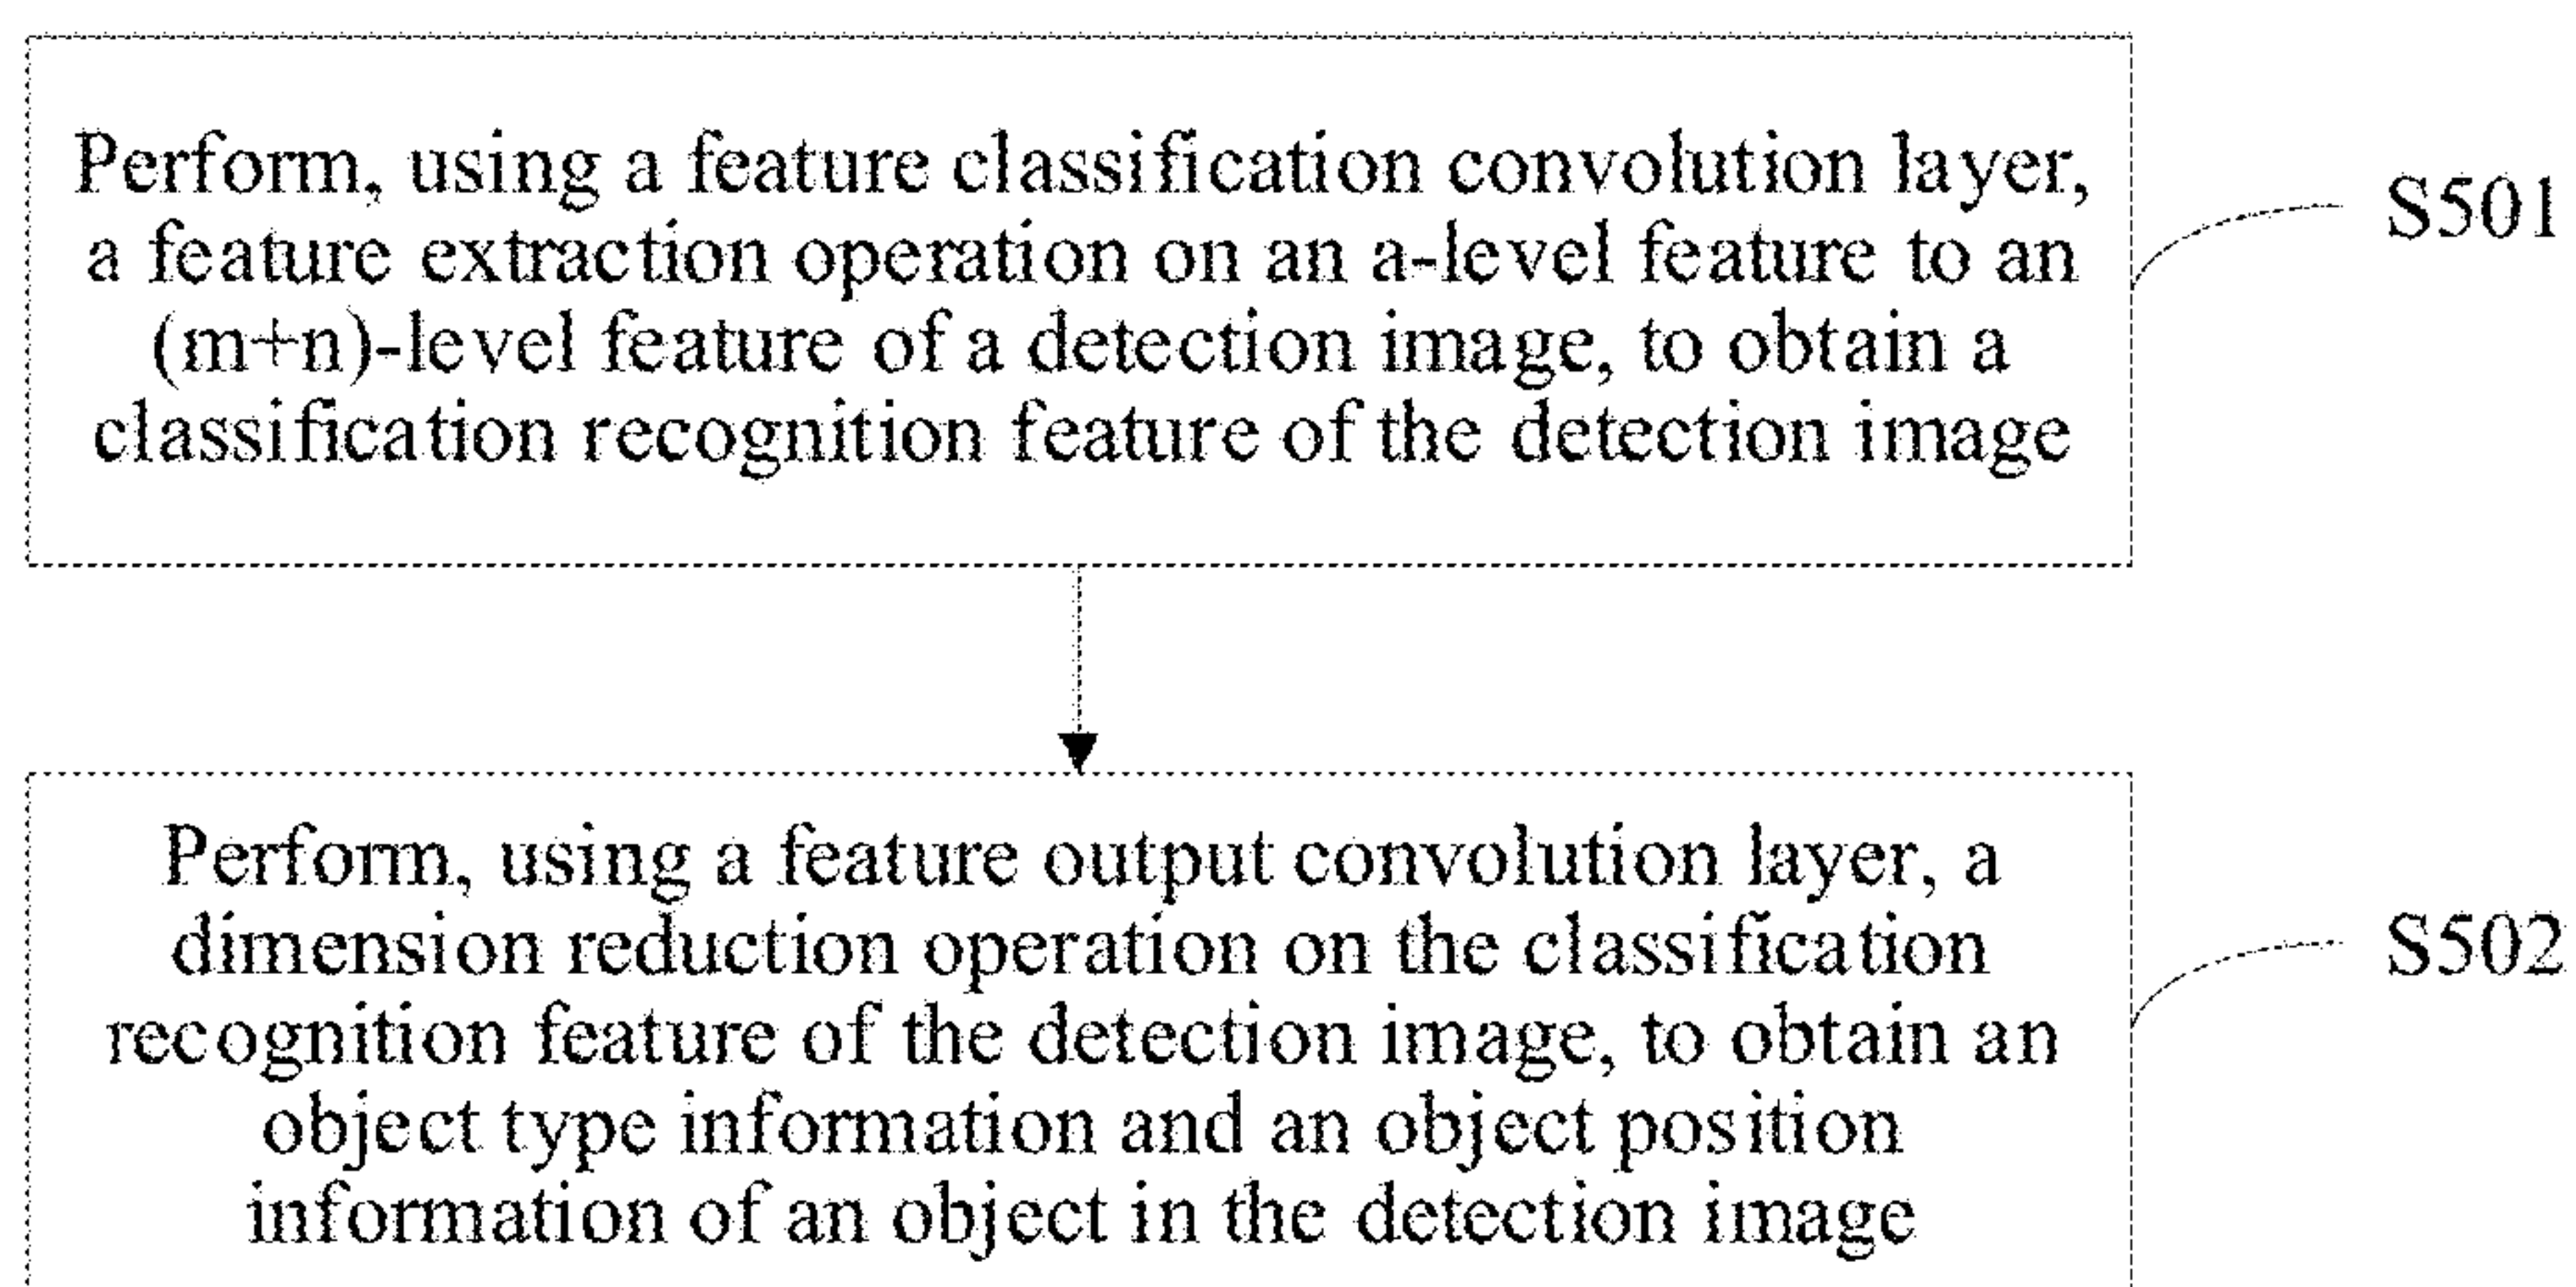 Perform, using a feature classification convolution layer,
a feature extraction operation on an a-level feature to an
(m+n)-level feature of a detection image, to obtain a
classification recognition feature of the detection image
S501
Perform, using a feature output convolution layer, a
dimension reduction operation on the classification
recognition feature of the detection image, to obtain an
object type information and an object position
information of an object in the detection image
S502